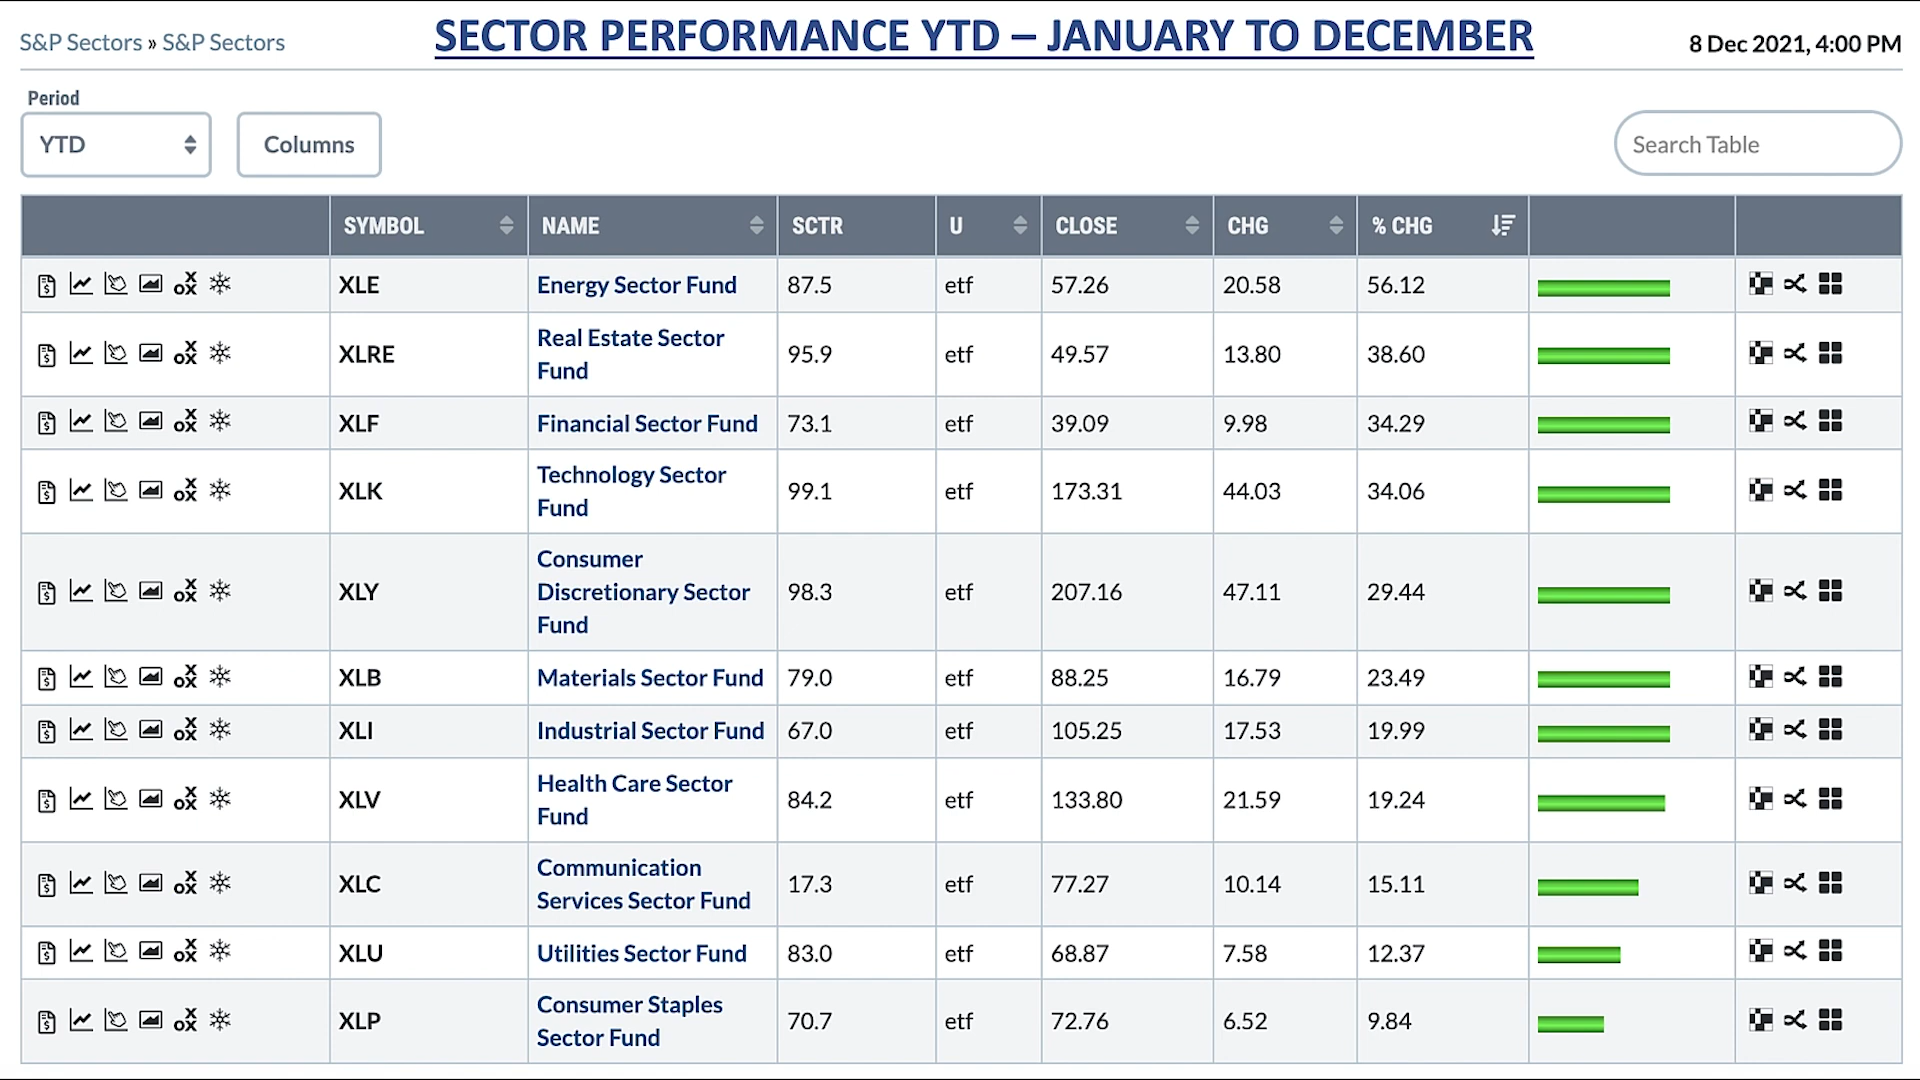 S&P Sectors » S&P Sectors
SECTOR PERFORMANCE YTD – JANUARY TO DECEMBER
8 Dec 2021, 4:00 PM
Period
YTD
Columns
Search Table
SYMBOL NAME SCTR U CLOSE CHG % CHG
XLE Energy Sector Fund 87.5 etf 57.26 20.58 56.12
XLRE Real Estate Sector
Fund 95.9 etf 49.57 13.80 38.60
XLF Financial Sector Fund 73.1 etf 39.09 9.98 34.29
XLK Technology Sector
Fund 99.1 etf 173.31 44.03 34.06
XLY Consumer
Discretionary Sector
Fund 98.3 etf 207.16 47.11 29.44
XLB Materials Sector Fund 79.0 etf 88.25 16.79 23.49
XLI Industrial Sector Fund 67.0 etf 105.25 17.53 19.99
XLV Health Care Sector
Fund 84.2 etf 133.80 21.59 19.24
XLC Communication
Services Sector Fund 17.3 etf 77.27 10.14 15.11
XLU Utilities Sector Fund 83.0 etf 68.87 7.58 12.37
XLP Consumer Staples
Sector Fund 70.7 etf 72.76 6.52 9.84